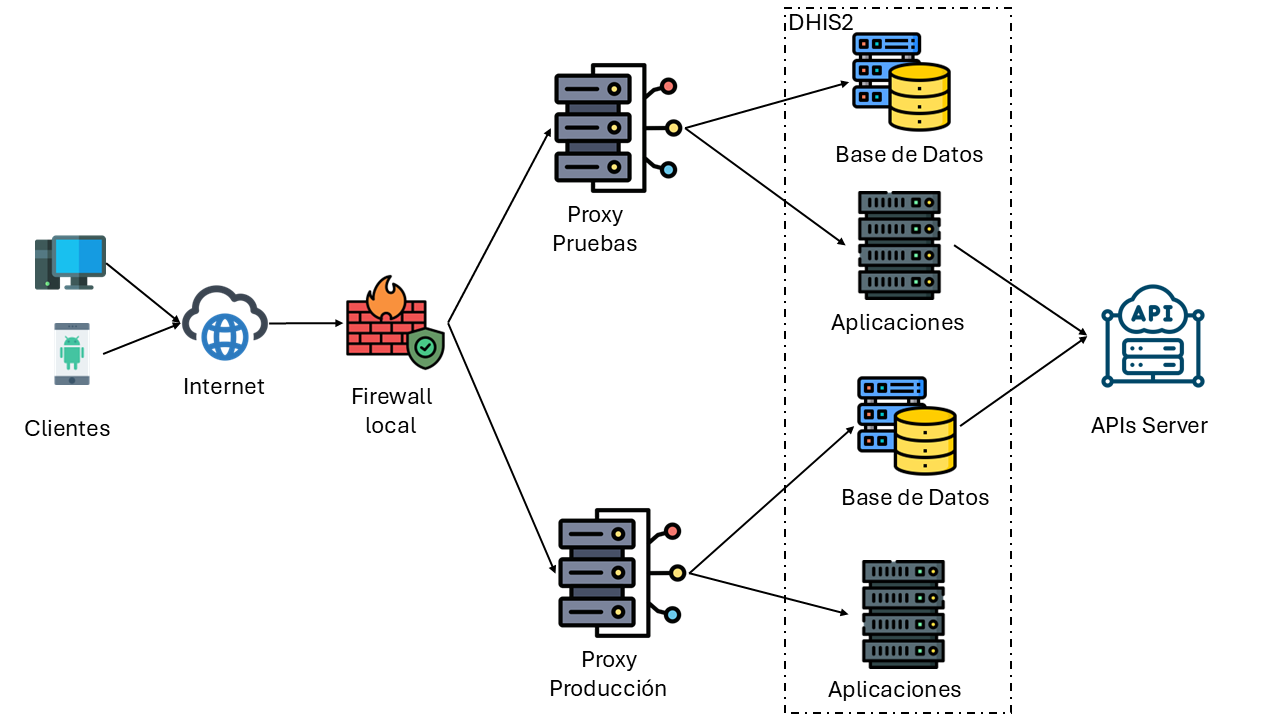 DHIS2
Base de Datos
Proxy
Pruebas
Aplicaciones
Clientes
Internet
Firewall
local
API
APIs Server
Base de Datos
Proxy
Producción
Aplicaciones